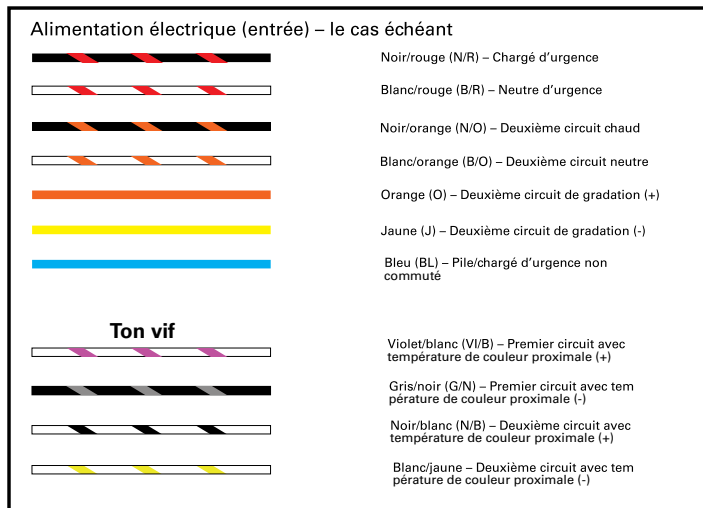 Alimentation électrique (entrée) – le cas échéant
Noir/rouge (N/R) – Chargé d’urgence
Blanc/rouge (B/R) – Neutre d’urgence
Noir/orange (N/O) – Deuxième circuit chaud
Blanc/orange (B/O) – Deuxième circuit neutre
Orange (O) – Deuxième circuit de gradation (+)
Jaune (J) – Deuxième circuit de gradation (-)
Bleu (BL) – Pile/chargé d’urgence non
commuté
Ton vif
Violet/blanc (VI/B) – Premier circuit avec
température de couleur proximale (+)
Gris/noir (G/N) – Premier circuit avec tem
pérature de couleur proximale (-)
Noir/blanc (N/B) – Deuxième circuit avec
température de couleur proximale (+)
Blanc/jaune – Deuxième circuit avec tem
pérature de couleur proximale (-)